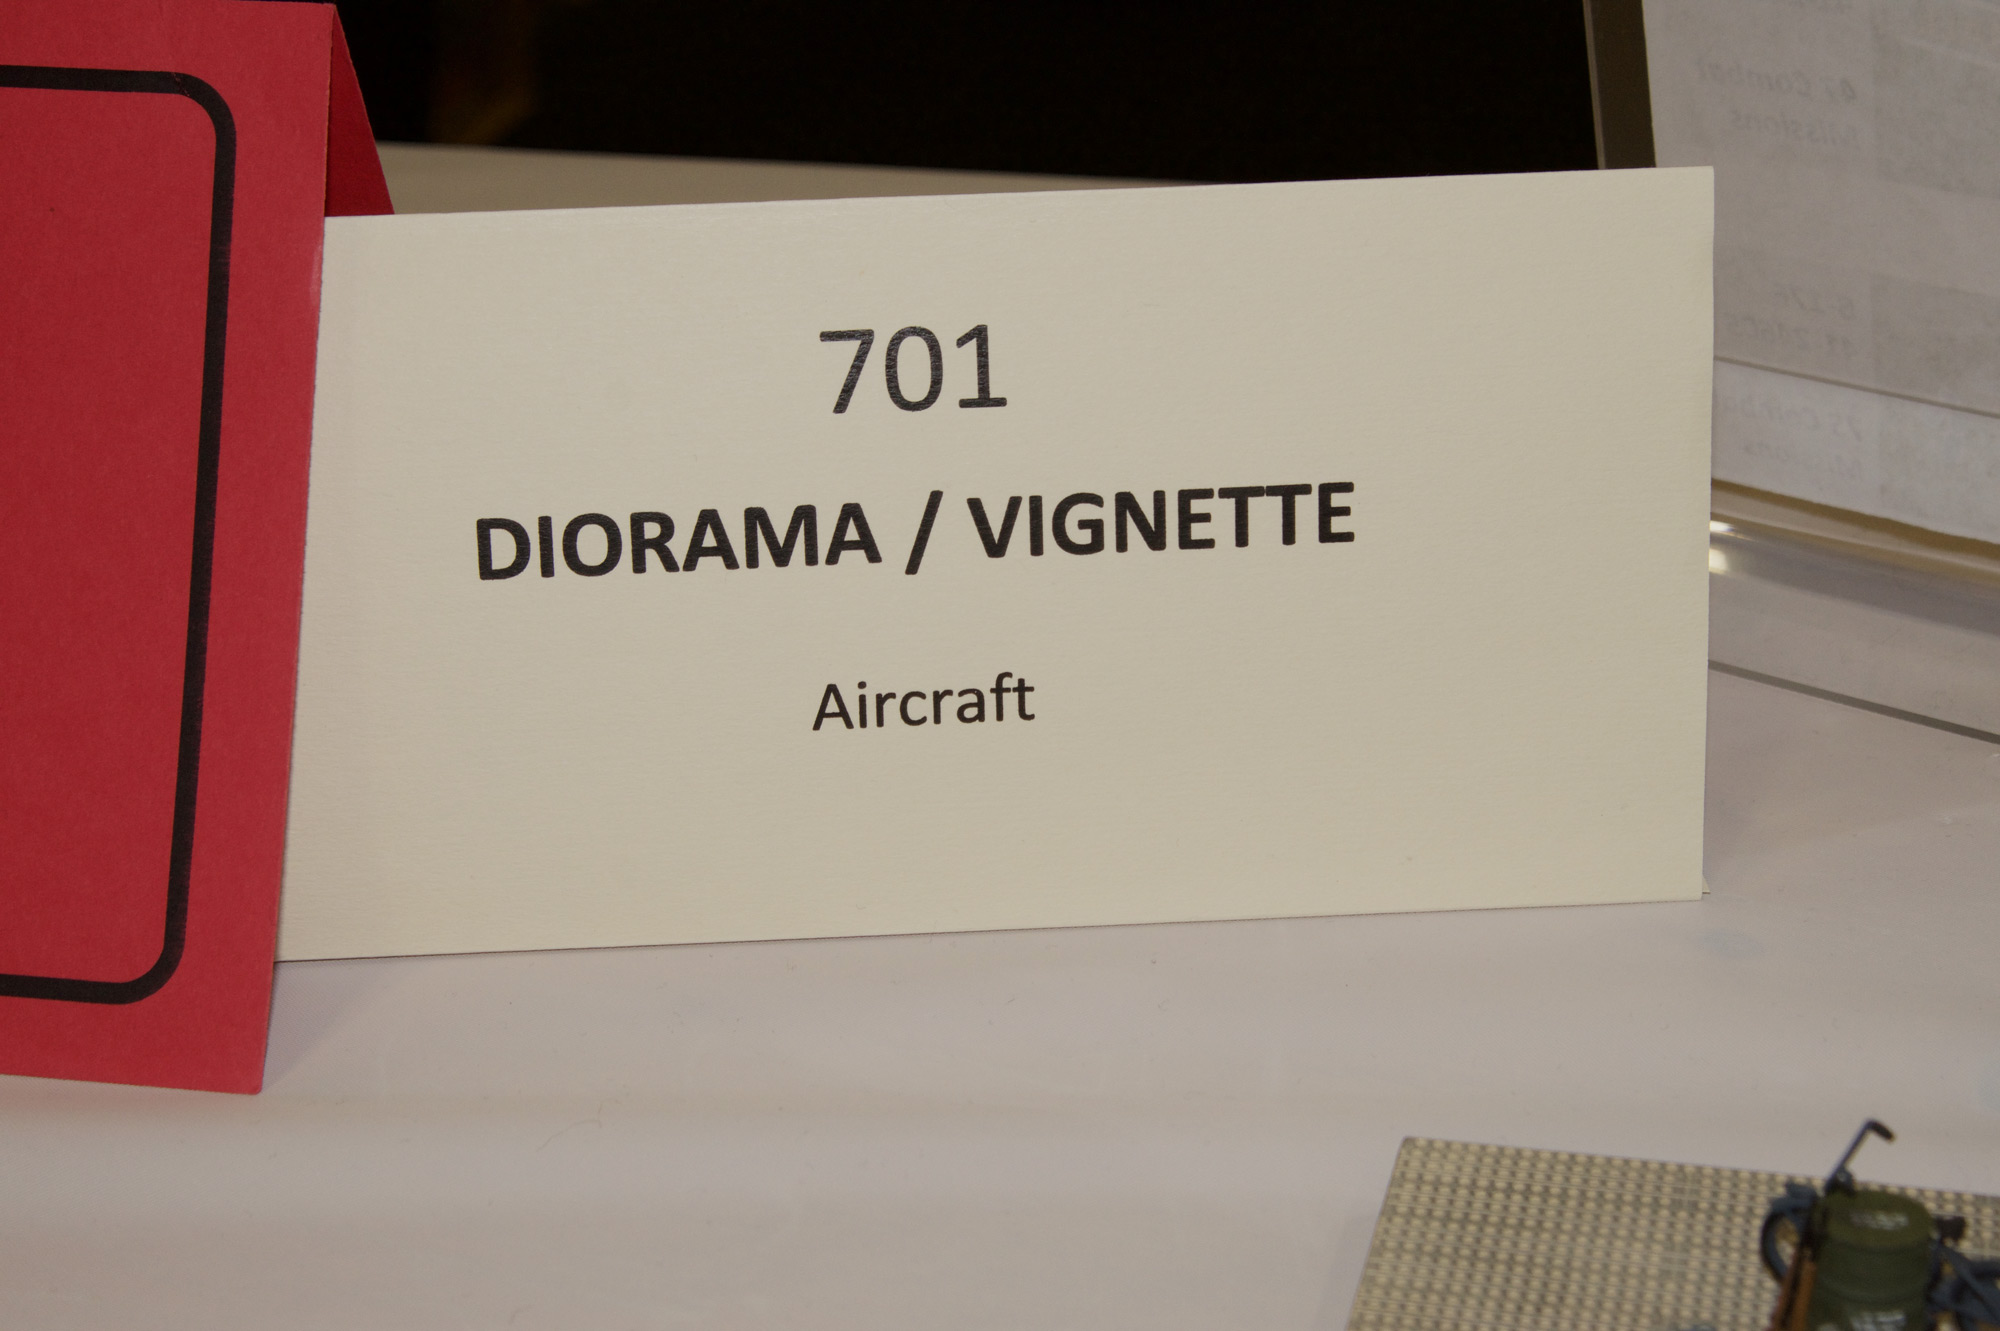 701
DIORAMA / VIGNETTE
Aircraft